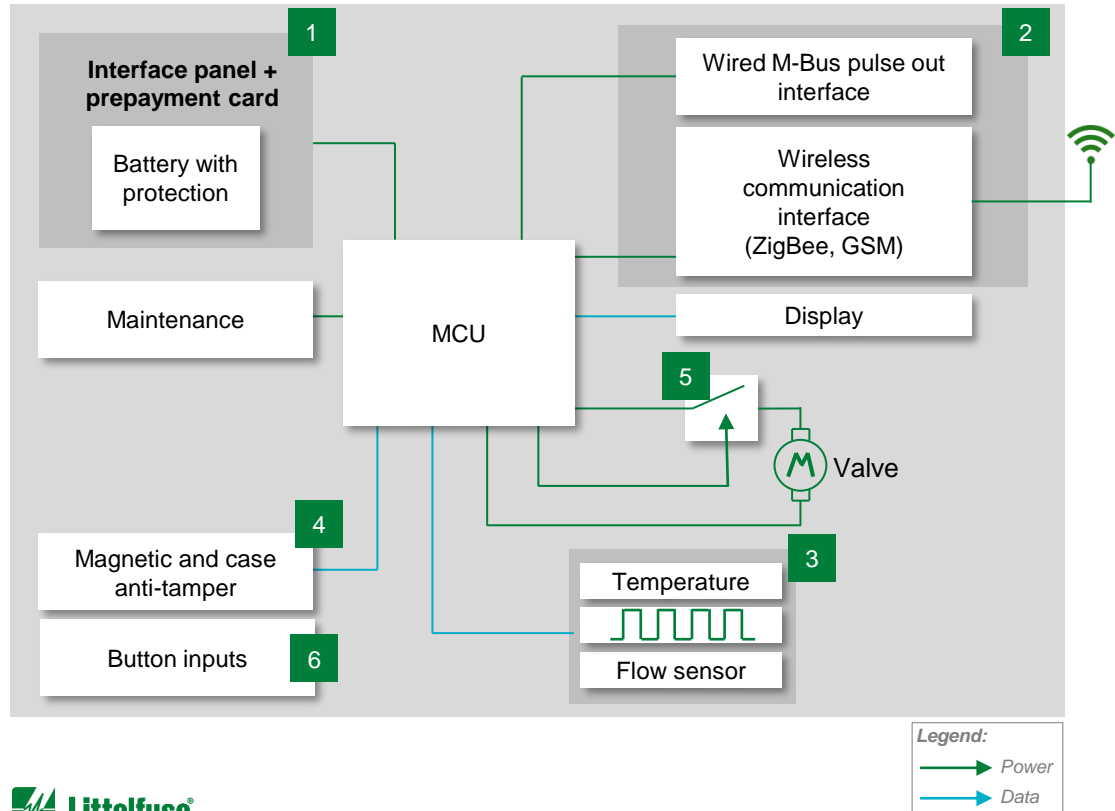 1
Interface panel +
prepayment card
Battery with
protection
2
Wired M-Bus pulse out
interface
Wireless
communication
interface
(ZigBee, GSM)
Maintenance
MCU
Display
5
M
Valve
4
Magnetic and case
anti-tamper
3
Temperature
Flow sensor
Button inputs
6
Legend:
Power
Data
Littelfuse®